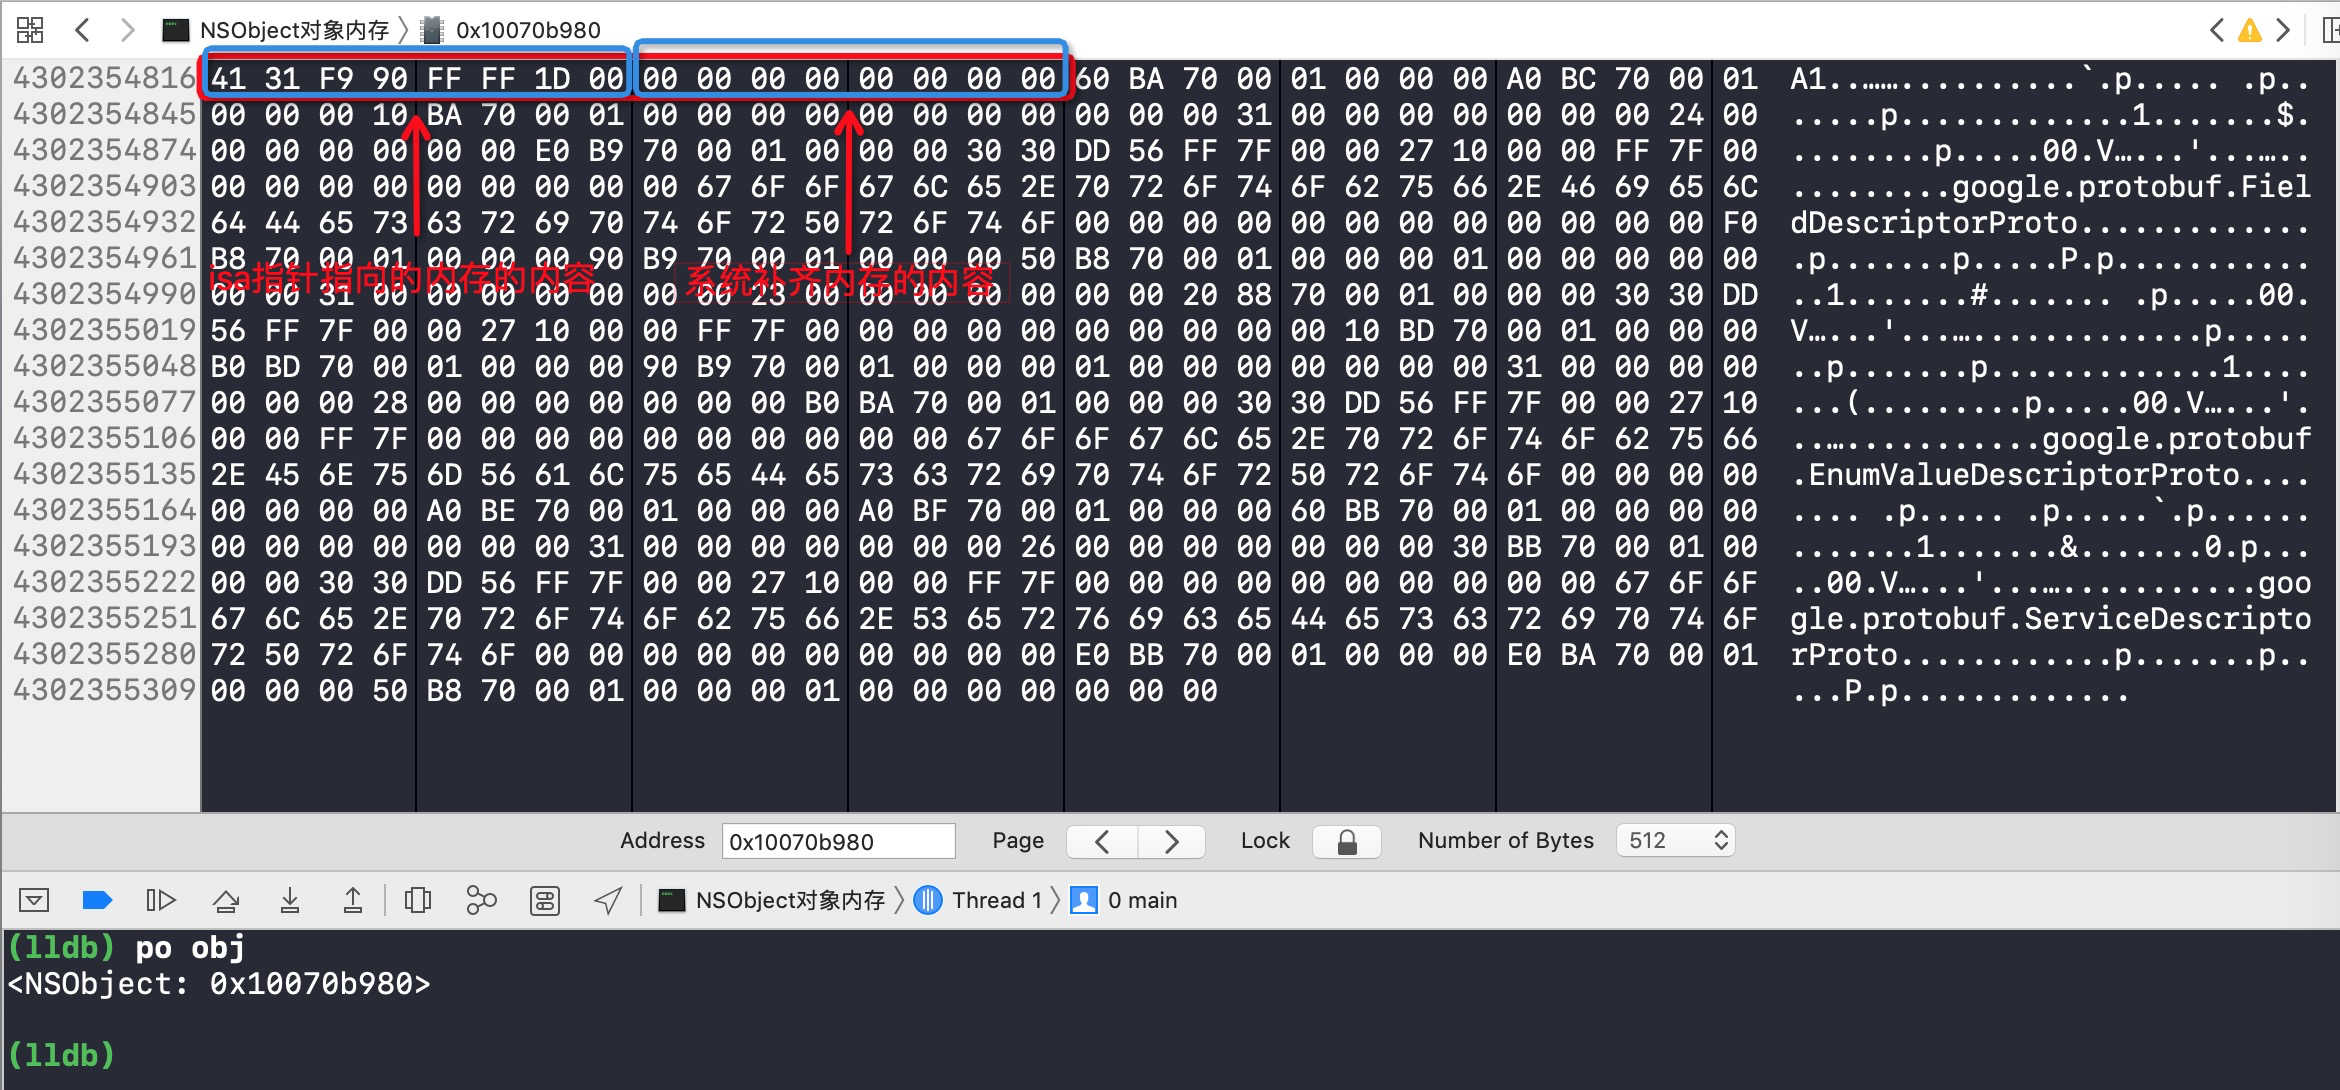 NSObject对象内存 〉 0x10070b980
4302354816 41 31 F9 90 FF FF 1D 00 00 00 00 00 00 00 00 00 60 BA 70 00 01 00 00 00 A0 BC 70 00 01 A1..……...........`.p..... .p..
4302354845 00 00 00 10 BA 70 00 01 00 00 00 00 00 00 00 00 00 00 00 31 00 00 00 00 00 00 00 24 00 .....p.............1.......$.
4302354874 00 00 00 00 00 00 E0 B9 70 00 01 00 00 00 30 30 DD 56 FF 7F 00 00 27 10 00 00 FF 7F 00 ........p.....00.V…...'...…..
4302354903 00 00 00 00 00 00 00 00 00 67 6F 6F 67 6C 65 2E 70 72 6F 74 6F 62 75 66 2E 46 69 65 6C .........google.protobuf.Fiel
4302354932 64 44 65 73 63 72 69 70 74 6F 72 50 72 6F 74 6F 00 00 00 00 00 00 00 00 00 00 00 00 F0 dDescriptorProto.............
4302354961 B8 70 00 01 00 00 00 90 B9 70 00 01 00 00 00 50 B8 70 00 01 00 00 00 01 00 00 00 00 00 .p.......p.....P.p...........
isa指针指向的内存的内容
系统补齐内存的内容
4302354990 00 00 31 00 00 00 00 00 00 00 23 00 00 00 00 00 00 00 20 88 70 00 01 00 00 00 30 30 DD ..1.......#....... .p.....00.
4302355019 56 FF 7F 00 00 27 10 00 00 FF 7F 00 00 00 00 00 00 00 00 00 00 10 BD 70 00 01 00 00 00 V…...'...…..............p.....
4302355048 B0 BD 70 00 01 00 00 00 90 B9 70 00 01 00 00 00 01 00 00 00 00 00 00 00 31 00 00 00 00 ..p.......p.............1....
4302355077 00 00 00 28 00 00 00 00 00 00 00 B0 BA 70 00 01 00 00 00 30 30 DD 56 FF 7F 00 00 27 10 ...(.........p.....00.V…...'.
4302355106 00 00 FF 7F 00 00 00 00 00 00 00 00 00 00 67 6F 6F 67 6C 65 2E 70 72 6F 74 6F 62 75 66 ..…...........google.protobuf
4302355135 2E 45 6E 75 6D 56 61 6C 75 65 44 65 73 63 72 69 70 74 6F 72 50 72 6F 74 6F 00 00 00 00 .EnumValueDescriptorProto....
4302355164 00 00 00 00 A0 BE 70 00 01 00 00 00 A0 BF 70 00 01 00 00 00 60 BB 70 00 01 00 00 00 00 .... .p..... .p.....`.p......
4302355193 00 00 00 00 00 00 00 31 00 00 00 00 00 00 00 26 00 00 00 00 00 00 00 30 BB 70 00 01 00 .......1.......&.......0.p...
4302355222 00 00 30 30 DD 56 FF 7F 00 00 27 10 00 00 FF 7F 00 00 00 00 00 00 00 00 00 00 67 6F 6F ..00.V…...'...…...........goo
4302355251 67 6C 65 2E 70 72 6F 74 6F 62 75 66 2E 53 65 72 76 69 63 65 44 65 73 63 72 69 70 74 6F gle.protobuf.ServiceDescripto
4302355280 72 50 72 6F 74 6F 00 00 00 00 00 00 00 00 00 00 E0 BB 70 00 01 00 00 00 E0 BA 70 00 01 rProto............p.......p..
4302355309 00 00 00 50 B8 70 00 01 00 00 00 01 00 00 00 00 00 00 00 ...P.p.............
Address 0x10070b980 Page Lock Number of Bytes 512
NSObject对象内存 〉 Thread 1 〉 0 main
(lldb) po obj
<NSObject: 0x10070b980>
(lldb)